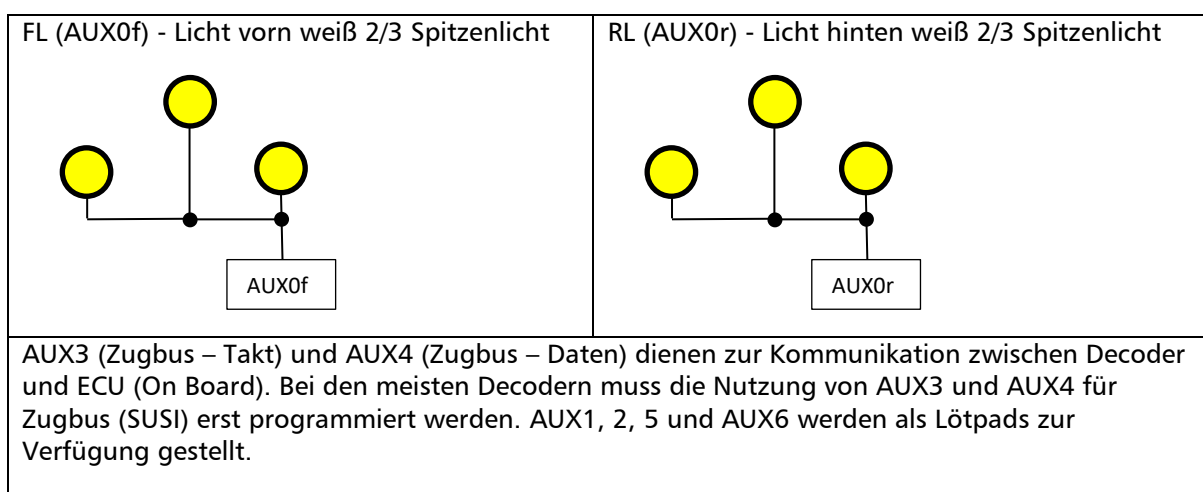 FL (AUX0f) - Licht vorn weiß 2/3 Spitzenlicht
RL (AUX0r) - Licht hinten weiß 2/3 Spitzenlicht
AUX0f
AUX0r
AUX3 (Zugbus – Takt) und AUX4 (Zugbus – Daten) dienen zur Kommunikation zwischen Decoder
und ECU (On Board). Bei den meisten Decodern muss die Nutzung von AUX3 und AUX4 für
Zugbus (SUSI) erst programmiert werden. AUX1, 2, 5 und AUX6 werden als Lötpads zur
Verfügung gestellt.